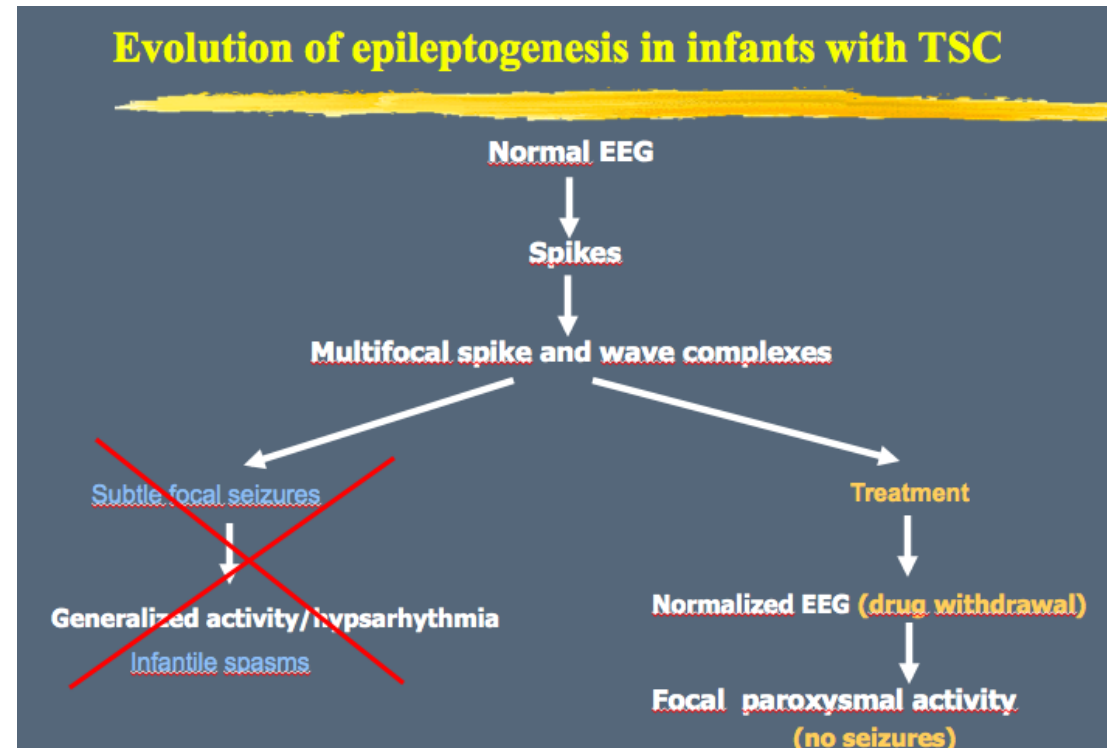 Evolution of epileptogenesis in infants with TSC
Normal EEG
Spikes
Multifocal spike and wave complexes
Subtle focal seizures
Treatment
Generalized activity/hypsarhythmia
Infantile spasms
Normalized EEG (drug withdrawal)
Focal paroxysmal activity
(no seizures)